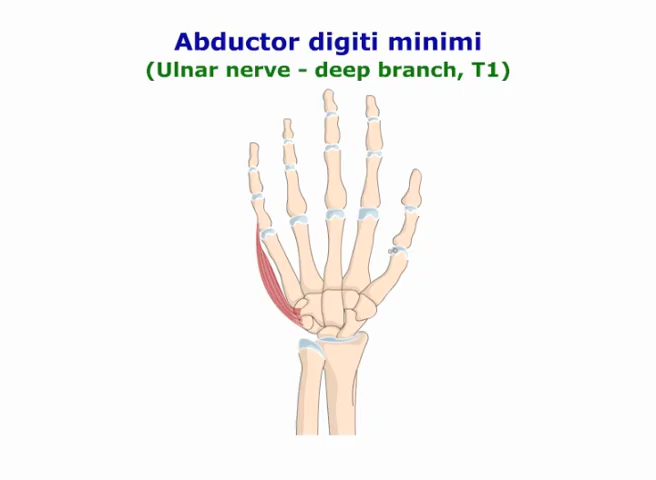 Abductor digiti minimi
(Ulnar nerve - deep branch, T1)